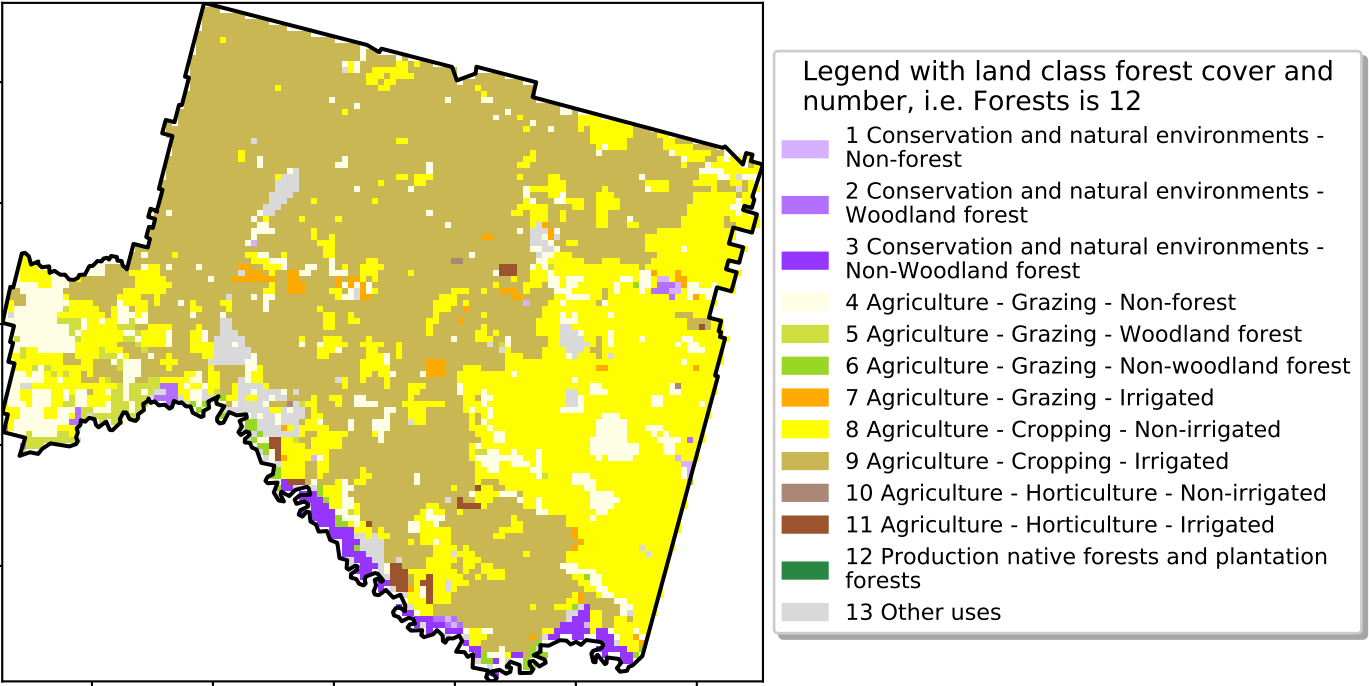 Legend with land class forest cover and
number, i.e. Forests is 12
1 Conservation and natural environments -
Non-forest
2 Conservation and natural environments -
Woodland forest
3 Conservation and natural environments -
Non-Woodland forest
4 Agriculture - Grazing - Non-forest
5 Agriculture - Grazing - Woodland forest
6 Agriculture - Grazing - Non-woodland forest
7 Agriculture - Grazing - Irrigated
8 Agriculture - Cropping - Non-irrigated
9 Agriculture - Cropping - Irrigated
10 Agriculture - Horticulture - Non-irrigated
11 Agriculture - Horticulture - Irrigated
12 Production native forests and plantation
forests
13 Other uses